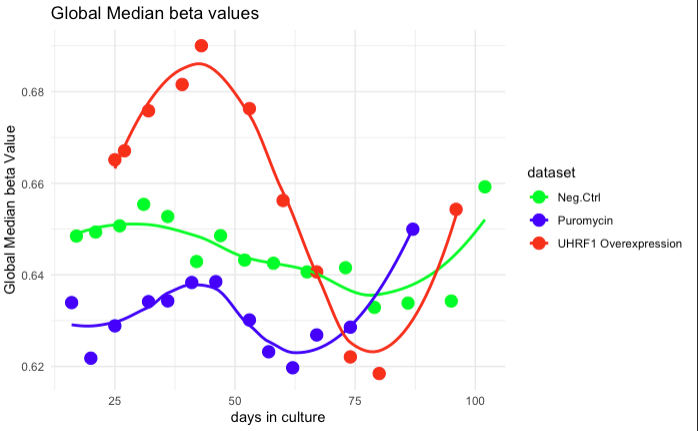 Global Median beta values
Global Median beta Value
0.68
0.66
0.64
0.62
25
50
75
100
days in culture
dataset
Neg.Ctrl
Puromycin
UHRF1 Overexpression